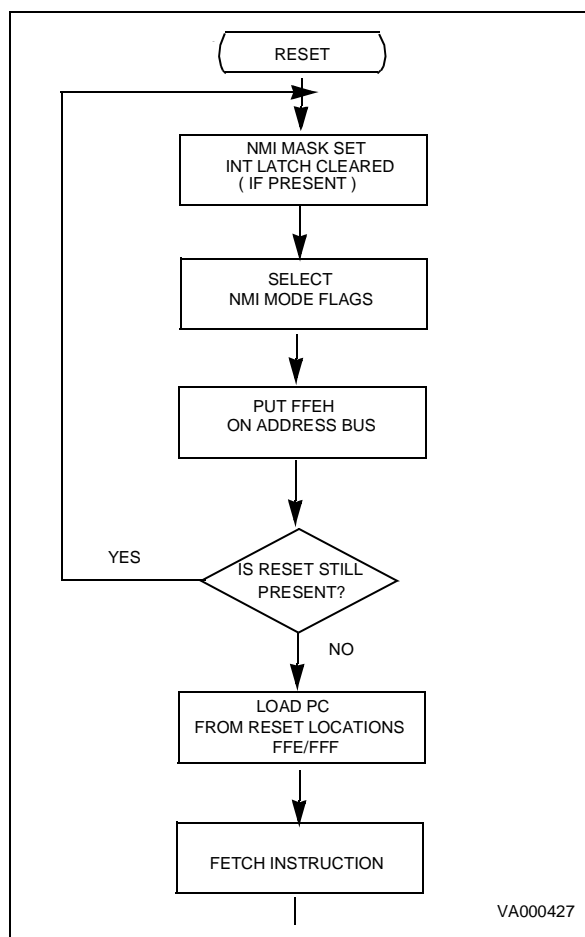 RESET
NMI MASK SET
INT LATCH CLEARED
( IF PRESENT )
SELECT
NMI MODE FLAGS
PUT FFEH
ON ADDRESS BUS
YES
IS RESET STILL
PRESENT?
NO
LOAD PC
FROM RESET LOCATIONS
FFE/FFF
FETCH INSTRUCTION
VA000427